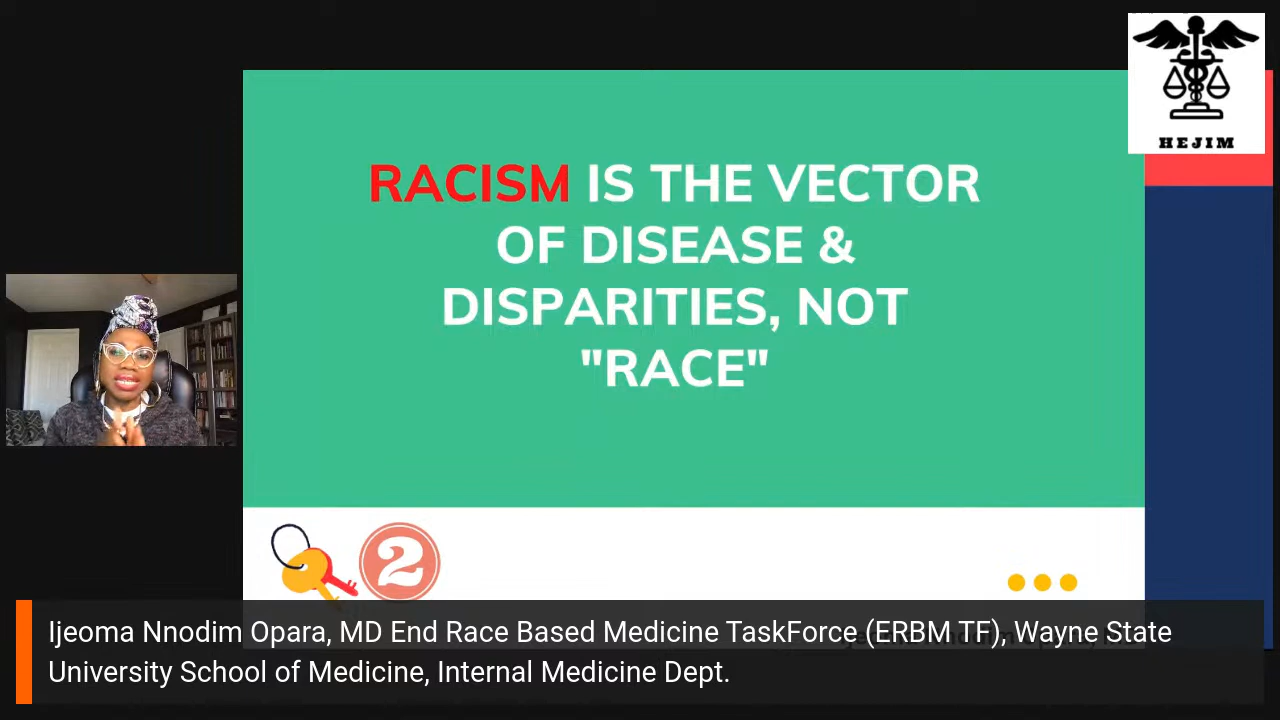 HEJIM
RACISM IS THE VECTOR
OF DISEASE &
DISPARITIES, NOT
"RACE"
2
Ijeoma Nnodim Opara, MD End Race Based Medicine TaskForce (ERBM TF), Wayne State
University School of Medicine, Internal Medicine Dept.